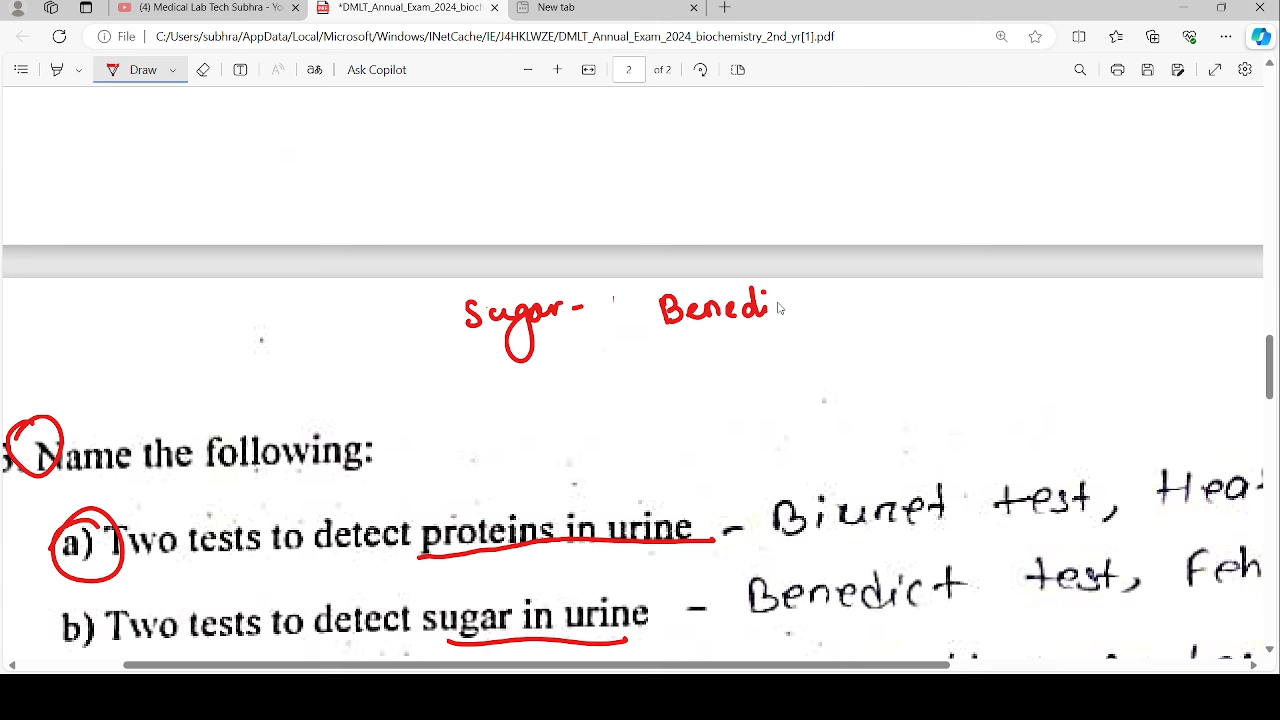 (4) Medical Lab Tech Subhra - Yo
*DMLT_Annual_Exam_2024_bioch
New tab
File
C:/Users/subhra/AppData/Local/Microsoft/Windows/INetCache/IE/J4HKLWZE/DMLT_Annual_Exam_2024_biochemistry_2nd_yr[1].pdf
Draw
Ask Copilot
2 of 2
Sugar- Benedi
3. Name the following:
a) Two tests to detect proteins in urine - Biuret test, Hea
b) Two tests to detect sugar in urine - Benedict test, Feh